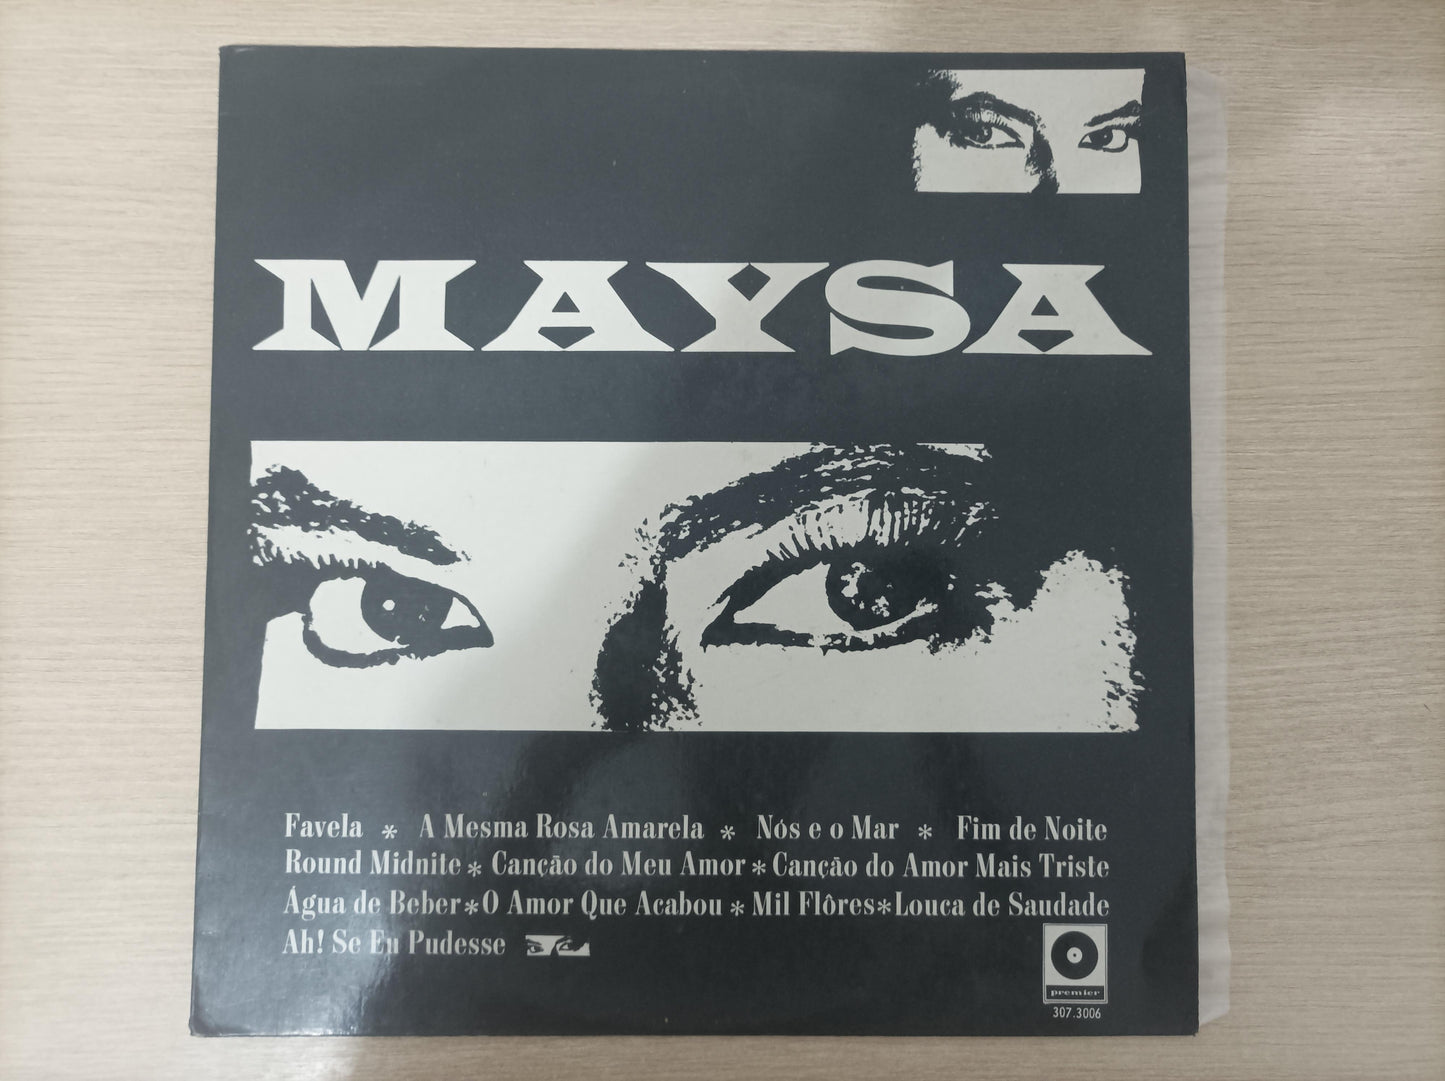 MAYSA
Favela * A Mesma Rosa Amarela * Nós e o Mar * Fim de Noite
Round Midnite * Canção do Meu Amor * Canção do Amor Mais Triste
Água de Beber * O Amor Que Acabou * Mil Flôres * Louca de Saudade
Ah! Se Eu Pudesse
premier
307.3006